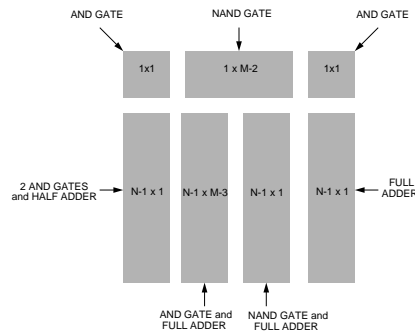 AND GATE
NAND GATE
AND GATE
1x1
1 x M-2
1x1
2 AND GATES
and HALF ADDER
N-1 x 1
N-1 x M-3
N-1 x 1
N-1 x 1
FULL
ADDER
AND GATE and
FULL ADDER
NAND GATE and
FULL ADDER